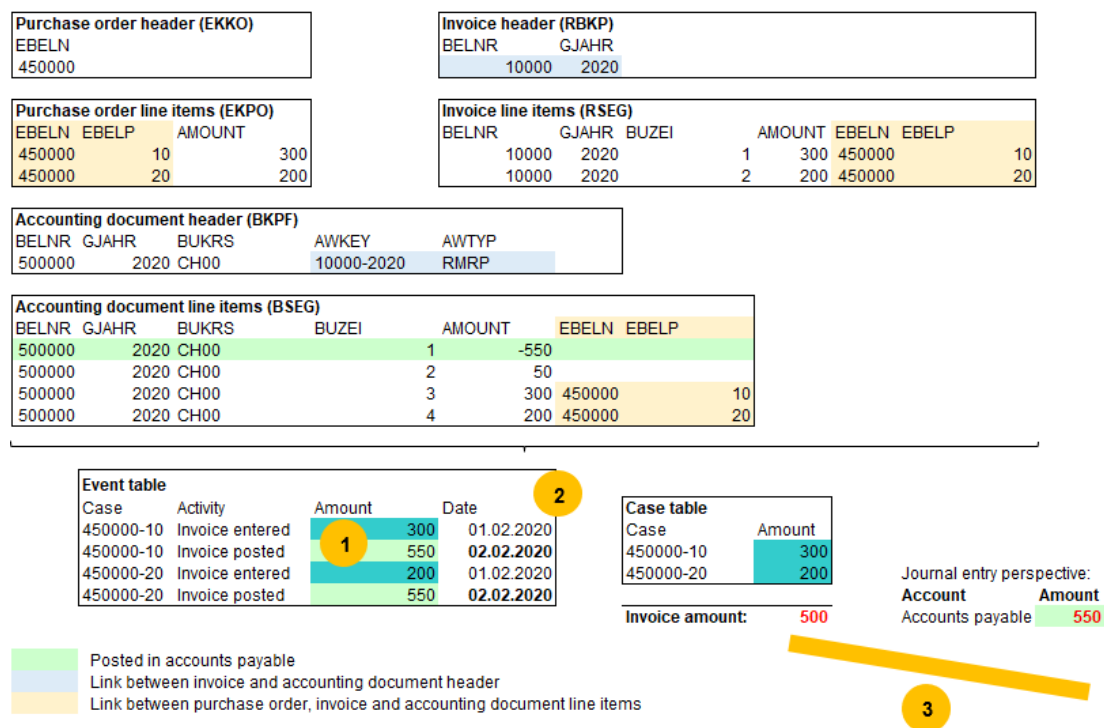 Purchase order header (EKKO)
EBELN
450000
Invoice header (RBKP)
BELNR GJAHR
10000 2020
Purchase order line items (EKPO)
EBELN EBELP AMOUNT
450000 10 300
450000 20 200
Invoice line items (RSEG)
BELNR GJAHR BUZEI AMOUNT EBELN EBELP
10000 2020 1 300 450000 10
10000 2020 2 200 450000 20
Accounting document header (BKPF)
BELNR GJAHR BUKRS AWKEY AWTYP
500000 2020 CH00 10000-2020 RMRP
Accounting document line items (BSEG)
BELNR GJAHR BUKRS BUZEI AMOUNT EBELN EBELP
500000 2020 CH00 1 -550
500000 2020 CH00 2 50
500000 2020 CH00 3 300 450000 10
500000 2020 CH00 4 200 450000 20
Event table
Case Activity Amount Date
450000-10 Invoice entered 300 01.02.2020
450000-10 Invoice posted 550 02.02.2020
450000-20 Invoice entered 200 01.02.2020
450000-20 Invoice posted 550 02.02.2020
1
2
Case table
Case Amount
450000-10 300
450000-20 200
Invoice amount: 500
Journal entry perspective:
Account Amount
Accounts payable 550
3
Posted in accounts payable
Link between invoice and accounting document header
Link between purchase order, invoice and accounting document line items